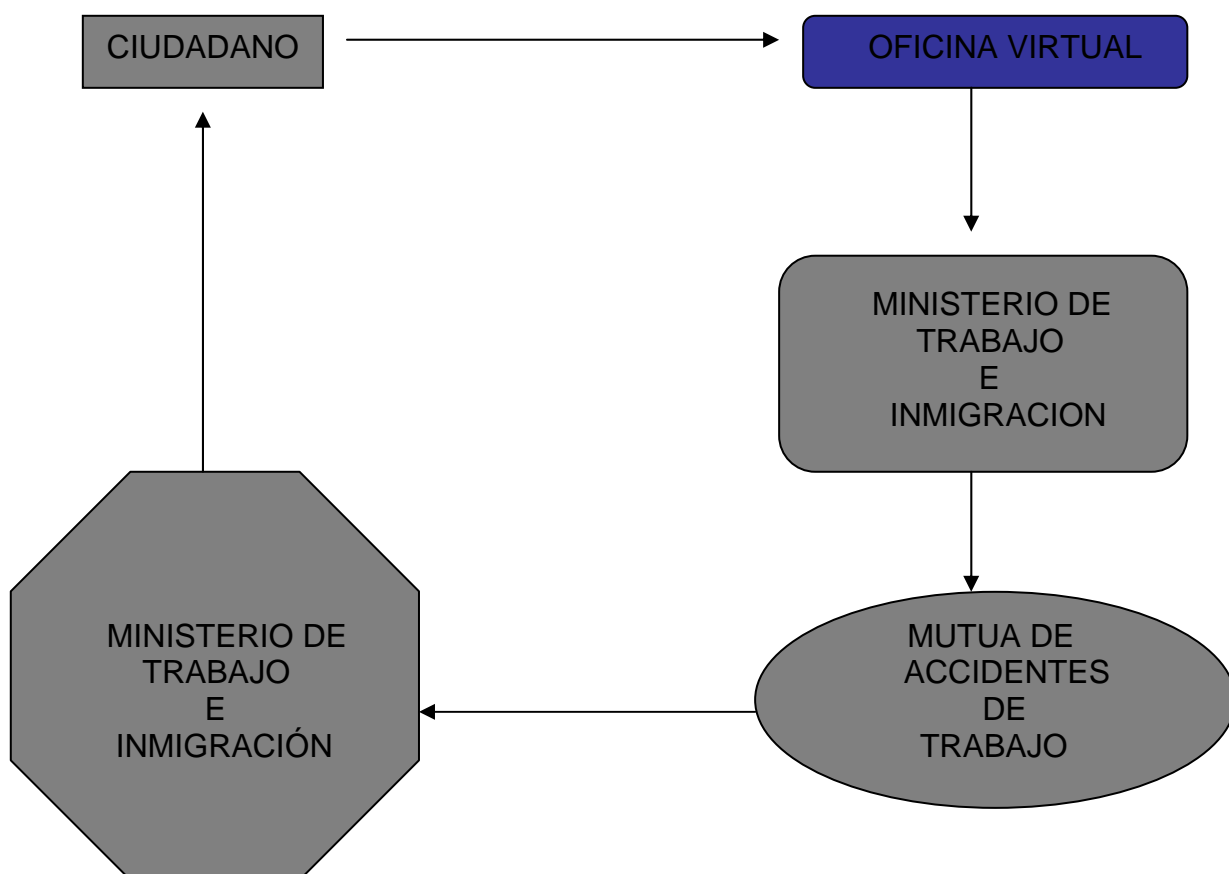 CIUDADANO
OFICINA VIRTUAL
MINISTERIO DE
TRABAJO
E
INMIGRACION
MUTUA DE
ACCIDENTES
DE
TRABAJO
MINISTERIO DE
TRABAJO
E
INMIGRACIÓN